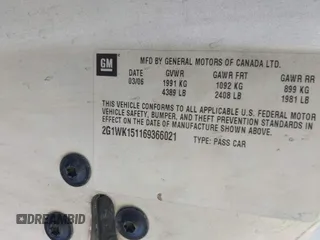 GM
MFD BY GENERAL MOTORS OF CANADA LTD.
DATE GVWR GAWR FRT GAWR RR
03/06 1991 KG 1092 KG 899 KG
4389 LB 2408 LB 1981 LB
THIS VEHICLE CONFORMS TO ALL APPLICABLE U.S. FEDERAL MOTOR
VEHICLE SAFETY, BUMPER, AND THEFT PREVENTION STANDARDS IN
EFFECT ON THE DATE OF MANUFACTURE SHOWN ABOVE.
2G1WK151169366021 TYPE: PASS CAR
DREAMBID